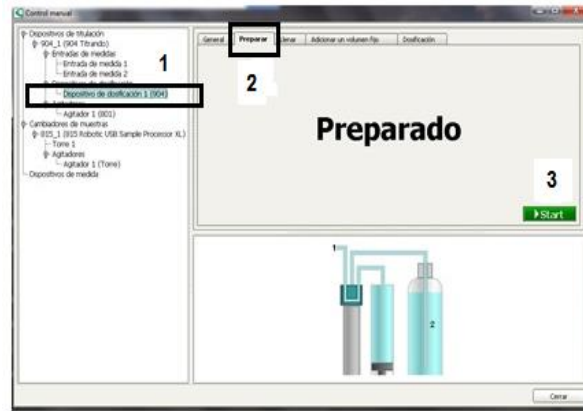 Control manual
Dispositivos de titulación
904_1 (904 Titrando)
Entradas de medidas
Entrada de medida 1
Entrada de medida 2
Dispositivo de dosificación 1 (904)
Agitador 1 (801)
Cambiadores de muestras
815_1 (815 Robotic USB Sample Processor XL)
Torre 1
Agitadores
Agitador 1 (Torre)
Dispositivos de medida
1
General Preparar Llenar Adicionar un volumen fijo Dosificación
2
Preparado
3
Start
1
2
Cerrar